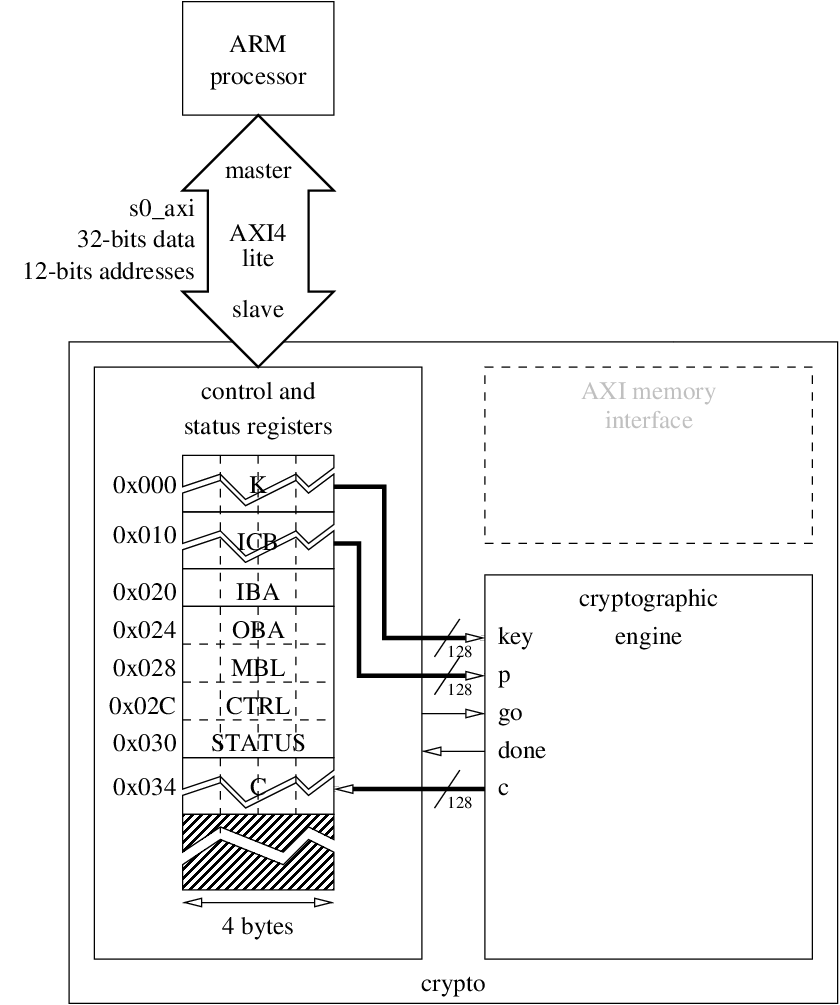 ARM
processor
master
s0_axi
32-bits data
12-bits addresses
AXI4
lite
slave
control and
status registers
AXI memory
interface
0x000 K
0x010 ICB
0x020 IBA
0x024 OBA
0x028 MBL
0x02C CTRL
0x030 STATUS
0x034 C
4 bytes
cryptographic
engine
128 key
128 p
go
done
128 c
crypto